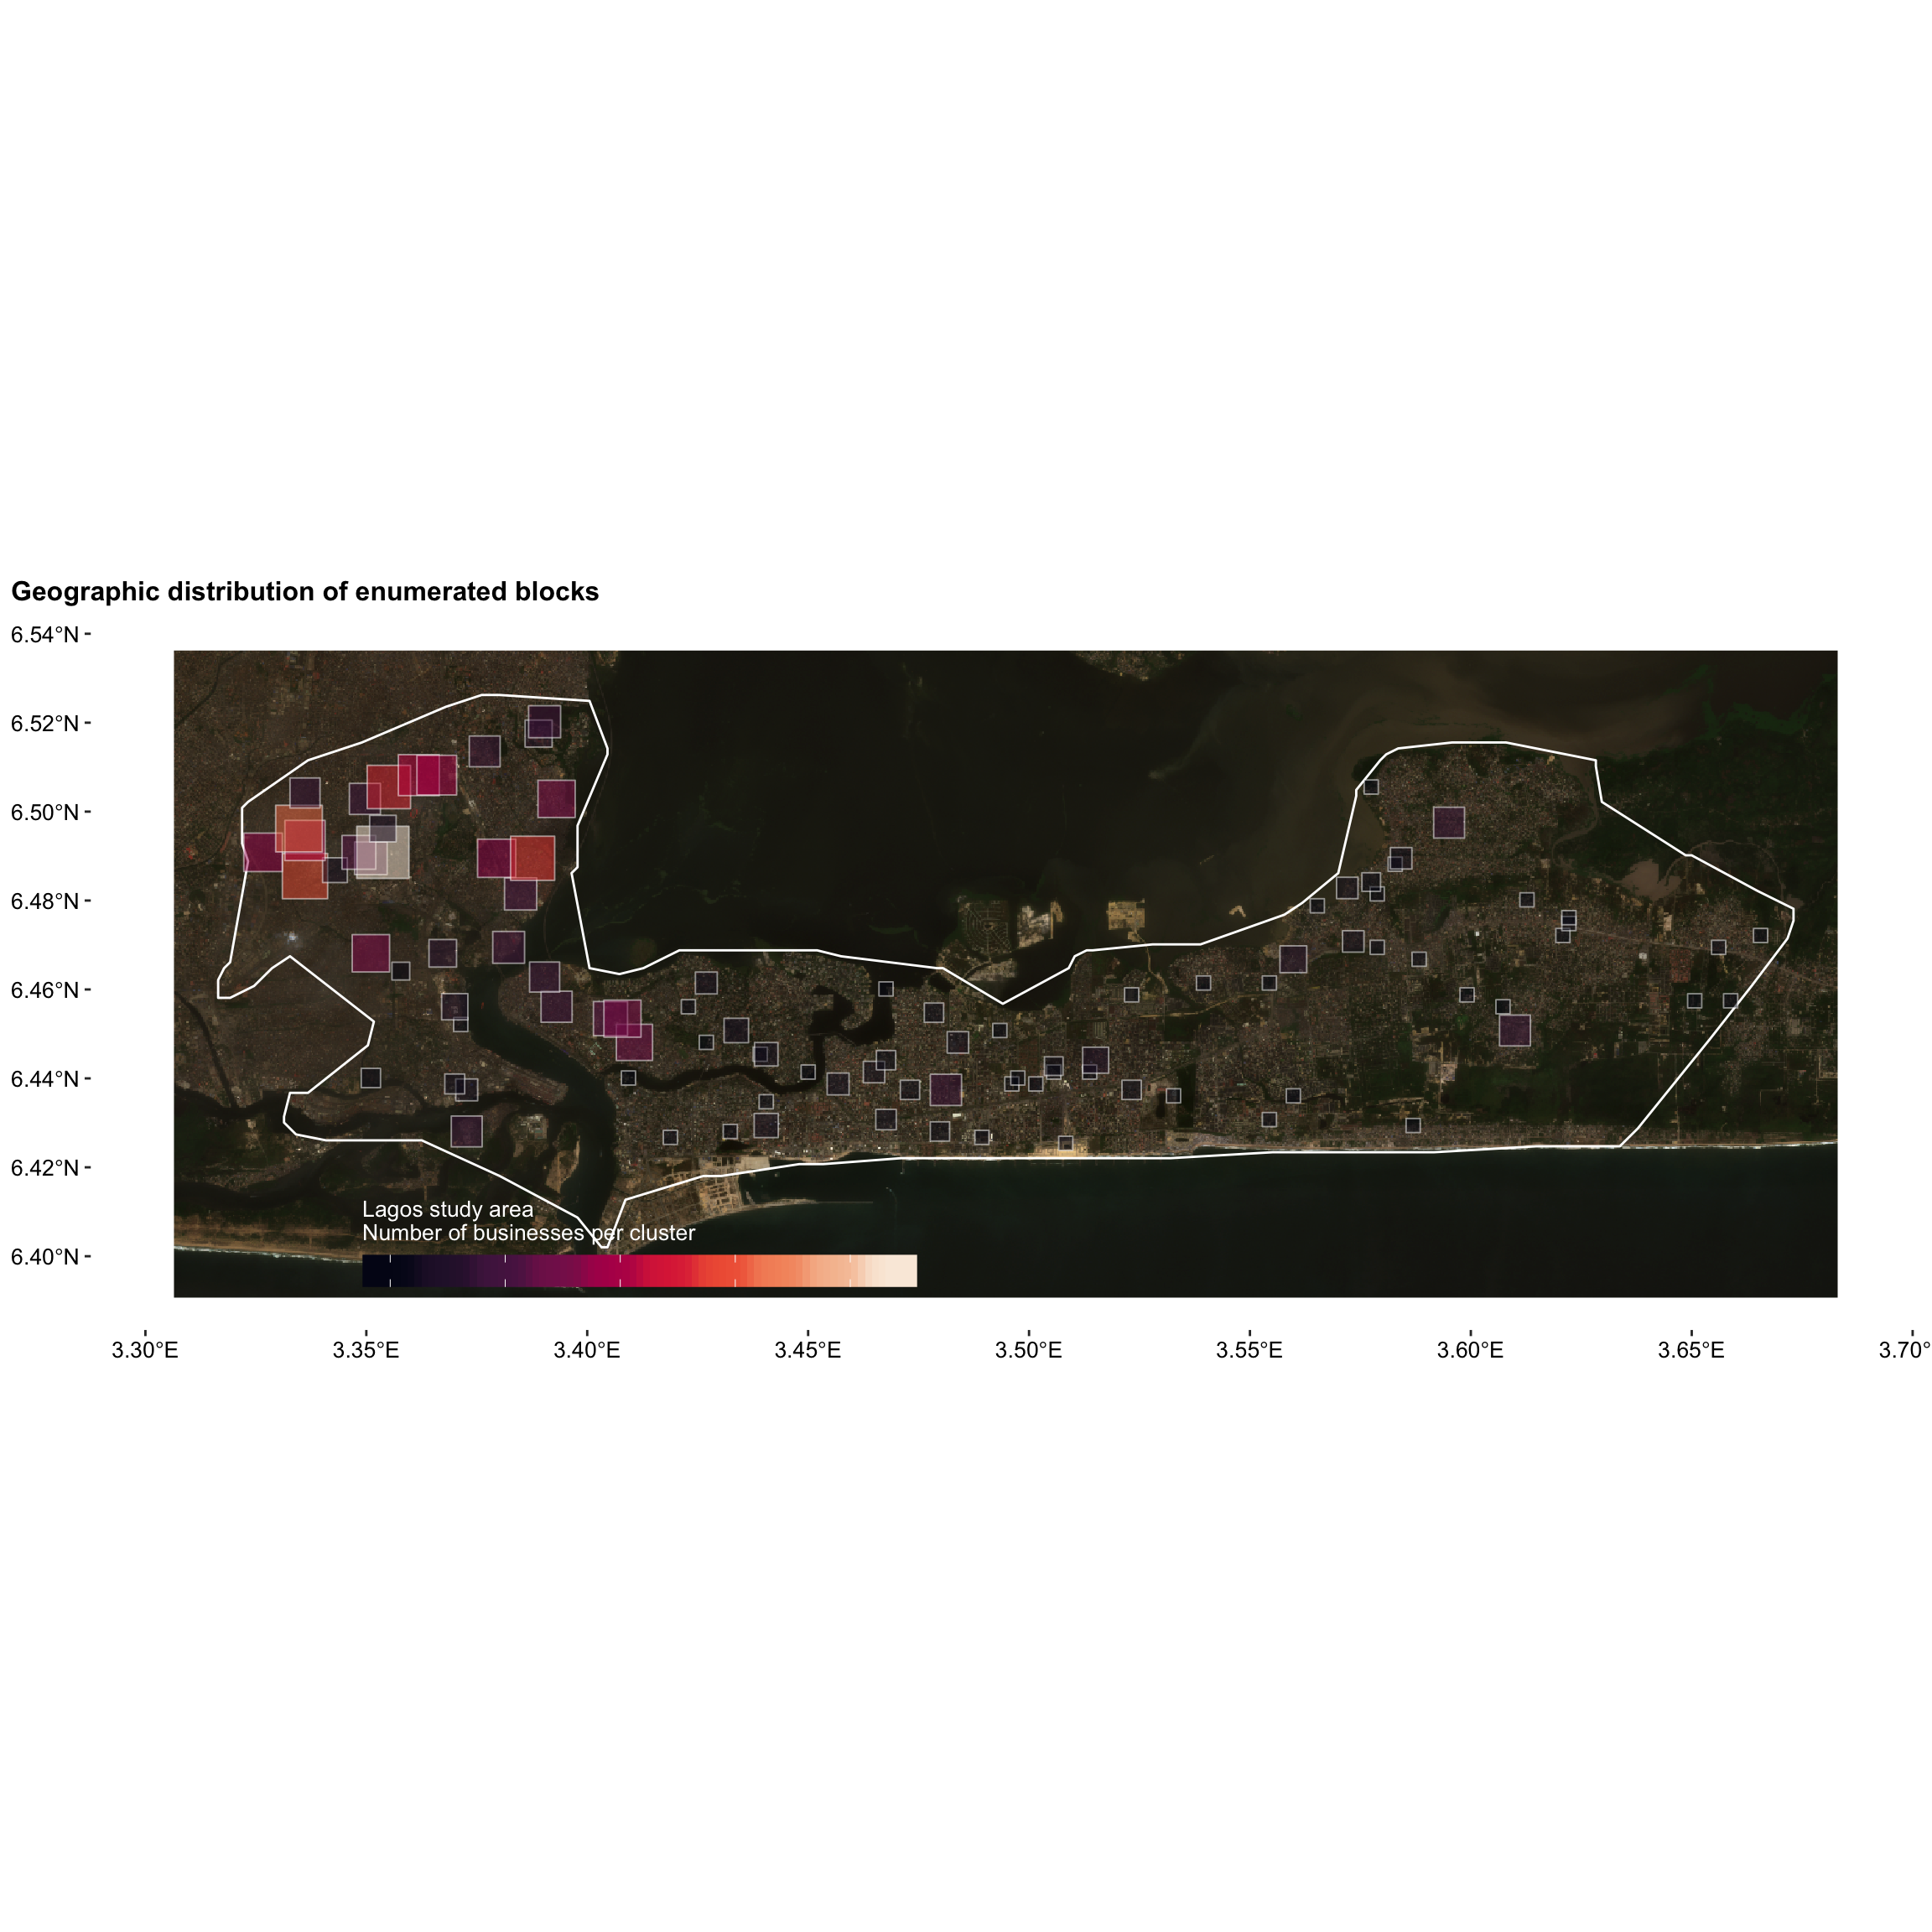 Geographic distribution of enumerated blocks
6.54°N
6.52°N
6.50°N
6.48°N
6.46°N
6.44°N
6.42°N
6.40°N
Lagos study area
Number of businesses per cluster
3.30°E
3.35°E
3.40°E
3.45°E
3.50°E
3.55°E
3.60°E
3.65°E
3.70°